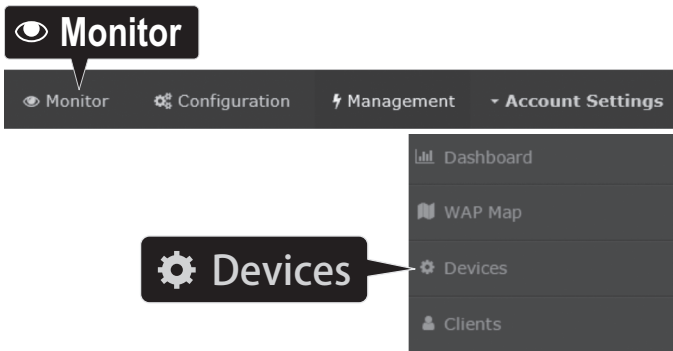 Monitor
Monitor Configuration Management Account Settings
Dashboard
WAP Map
Devices Devices
Clients